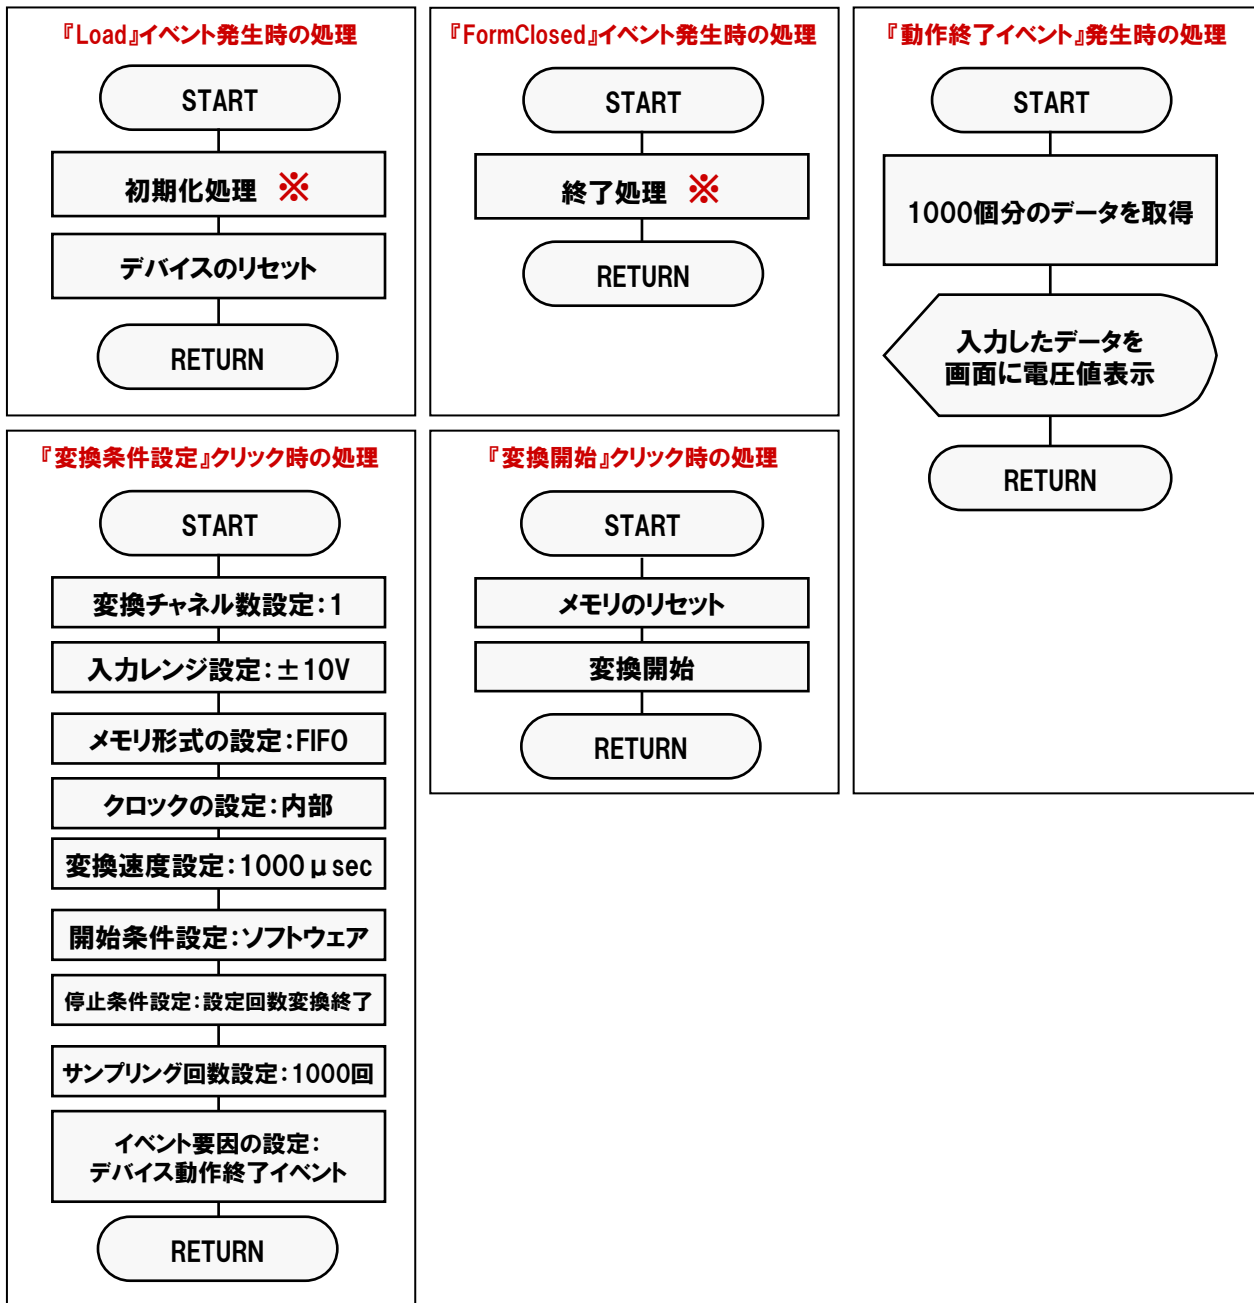 『Load』イベント発生時の処理
START
初期化処理 ※
デバイスのリセット
RETURN
『FormClosed』イベント発生時の処理
START
終了処理 ※
RETURN
『動作終了イベント』発生時の処理
START
1000個分のデータを取得
入力したデータを
画面に電圧値表示
RETURN
『変換条件設定』クリック時の処理
START
変換チャネル数設定：1
入力レンジ設定：±10V
メモリ形式の設定：FIFO
クロックの設定：内部
変換速度設定：1000μsec
開始条件設定：ソフトウェア
停止条件設定：設定回数変換終了
サンプリング回数設定：1000回
イベント要因の設定：
デバイス動作終了イベント
RETURN
『変換開始』クリック時の処理
START
メモリのリセット
変換開始
RETURN